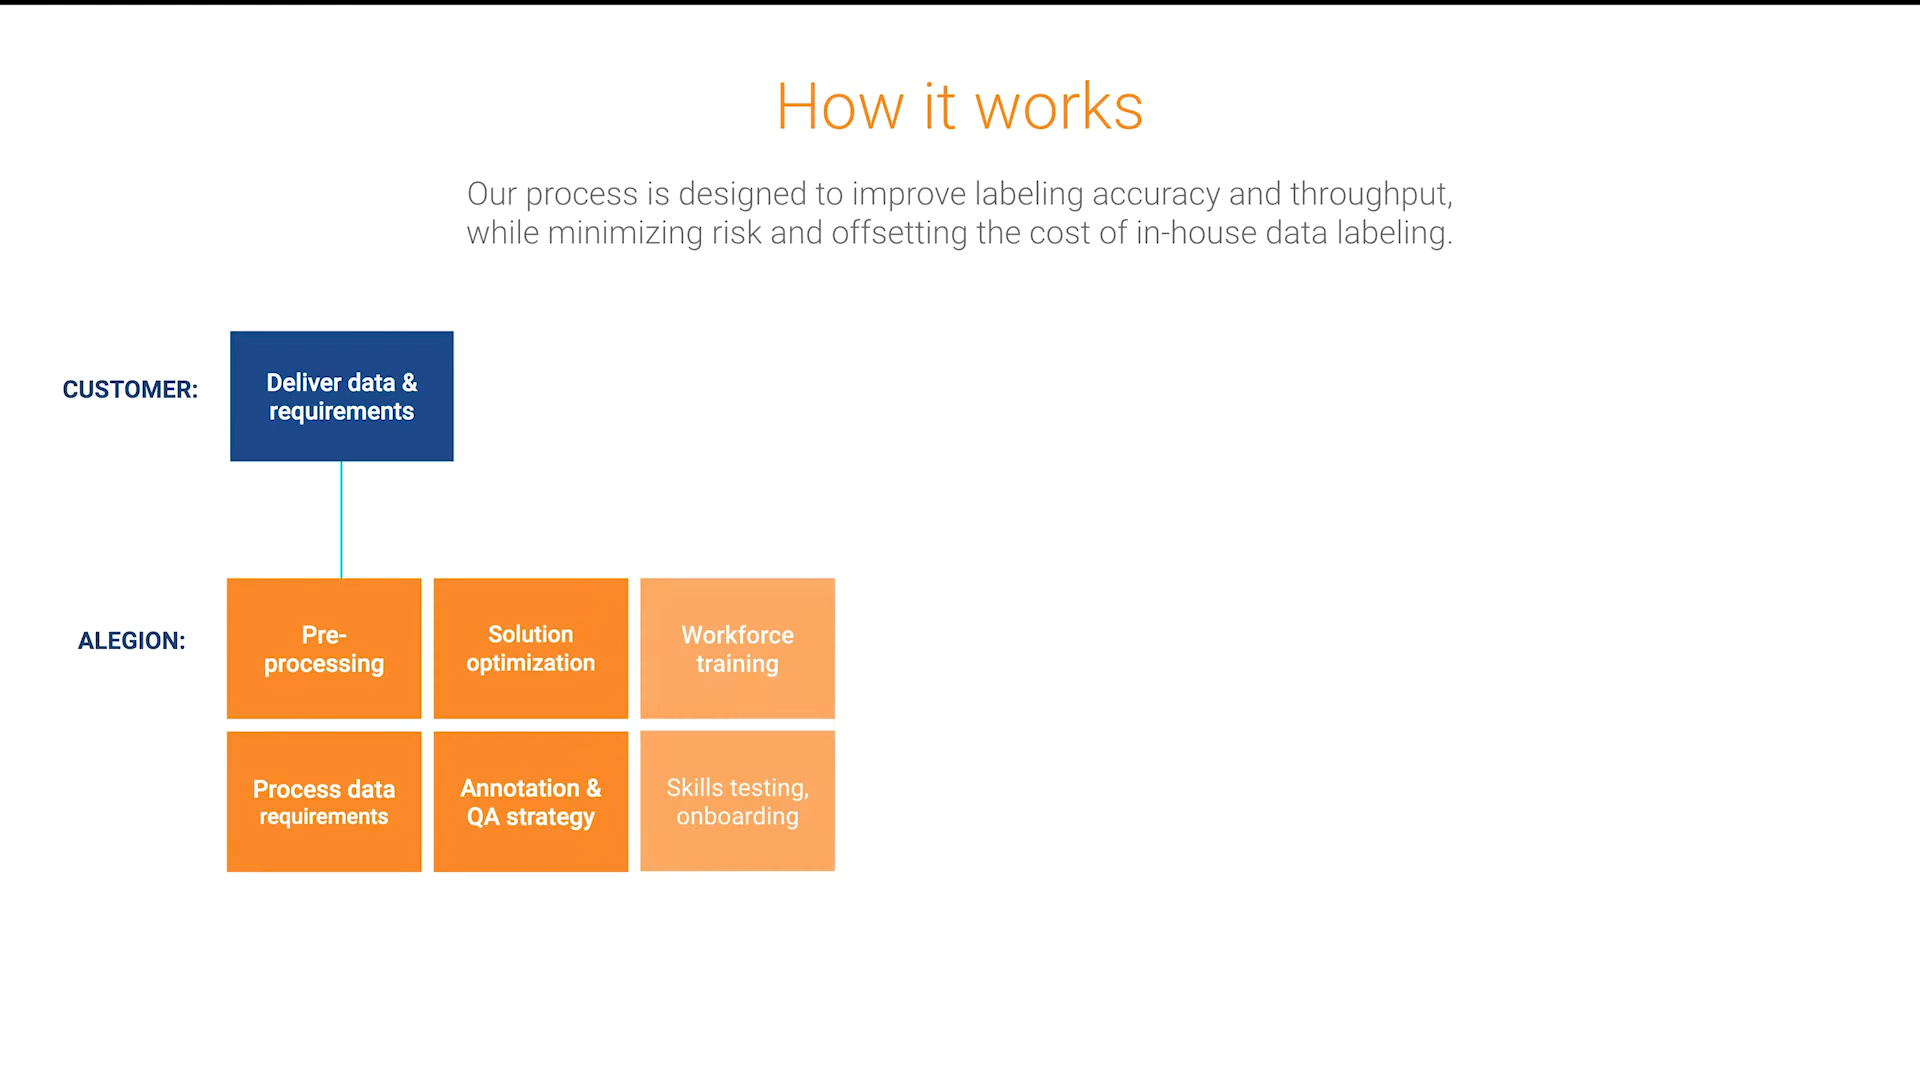 How it works
Our process is designed to improve labeling accuracy and throughput,
while minimizing risk and offsetting the cost of in-house data labeling.
CUSTOMER:
Deliver data &
requirements
ALEGION:
Pre-
processing
Solution
optimization
Workforce
training
Process data
requirements
Annotation &
QA strategy
Skills testing,
onboarding